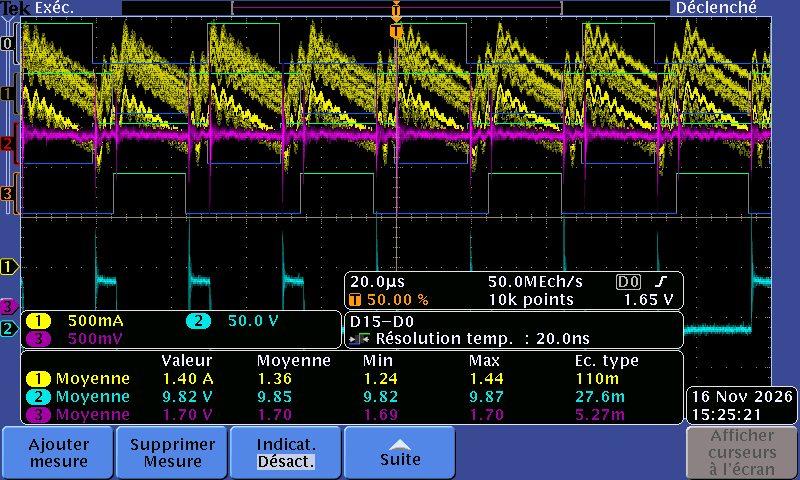 Tek Exéc. Déclenché
U
T
0
1
2
3
1
3
2
20.0µs 50.0MEch/s D0
T 50.00 % 10k points 1.65 V
1 500mA 2 50.0 V
3 500mV
D15-D0
Résolution temp. : 20.0ns
Valeur Moyenne Min Max Ec. type
1 Moyenne 1.40 A 1.36 1.24 1.44 110m
2 Moyenne 9.82 V 9.85 9.82 9.87 27.6m
3 Moyenne 1.70 V 1.70 1.69 1.70 5.27m
16 Nov 2026
15:25:21
Ajouter mesure
Supprimer Mesure
Indicat. Désact.
Suite
Afficher curseurs à l'écran